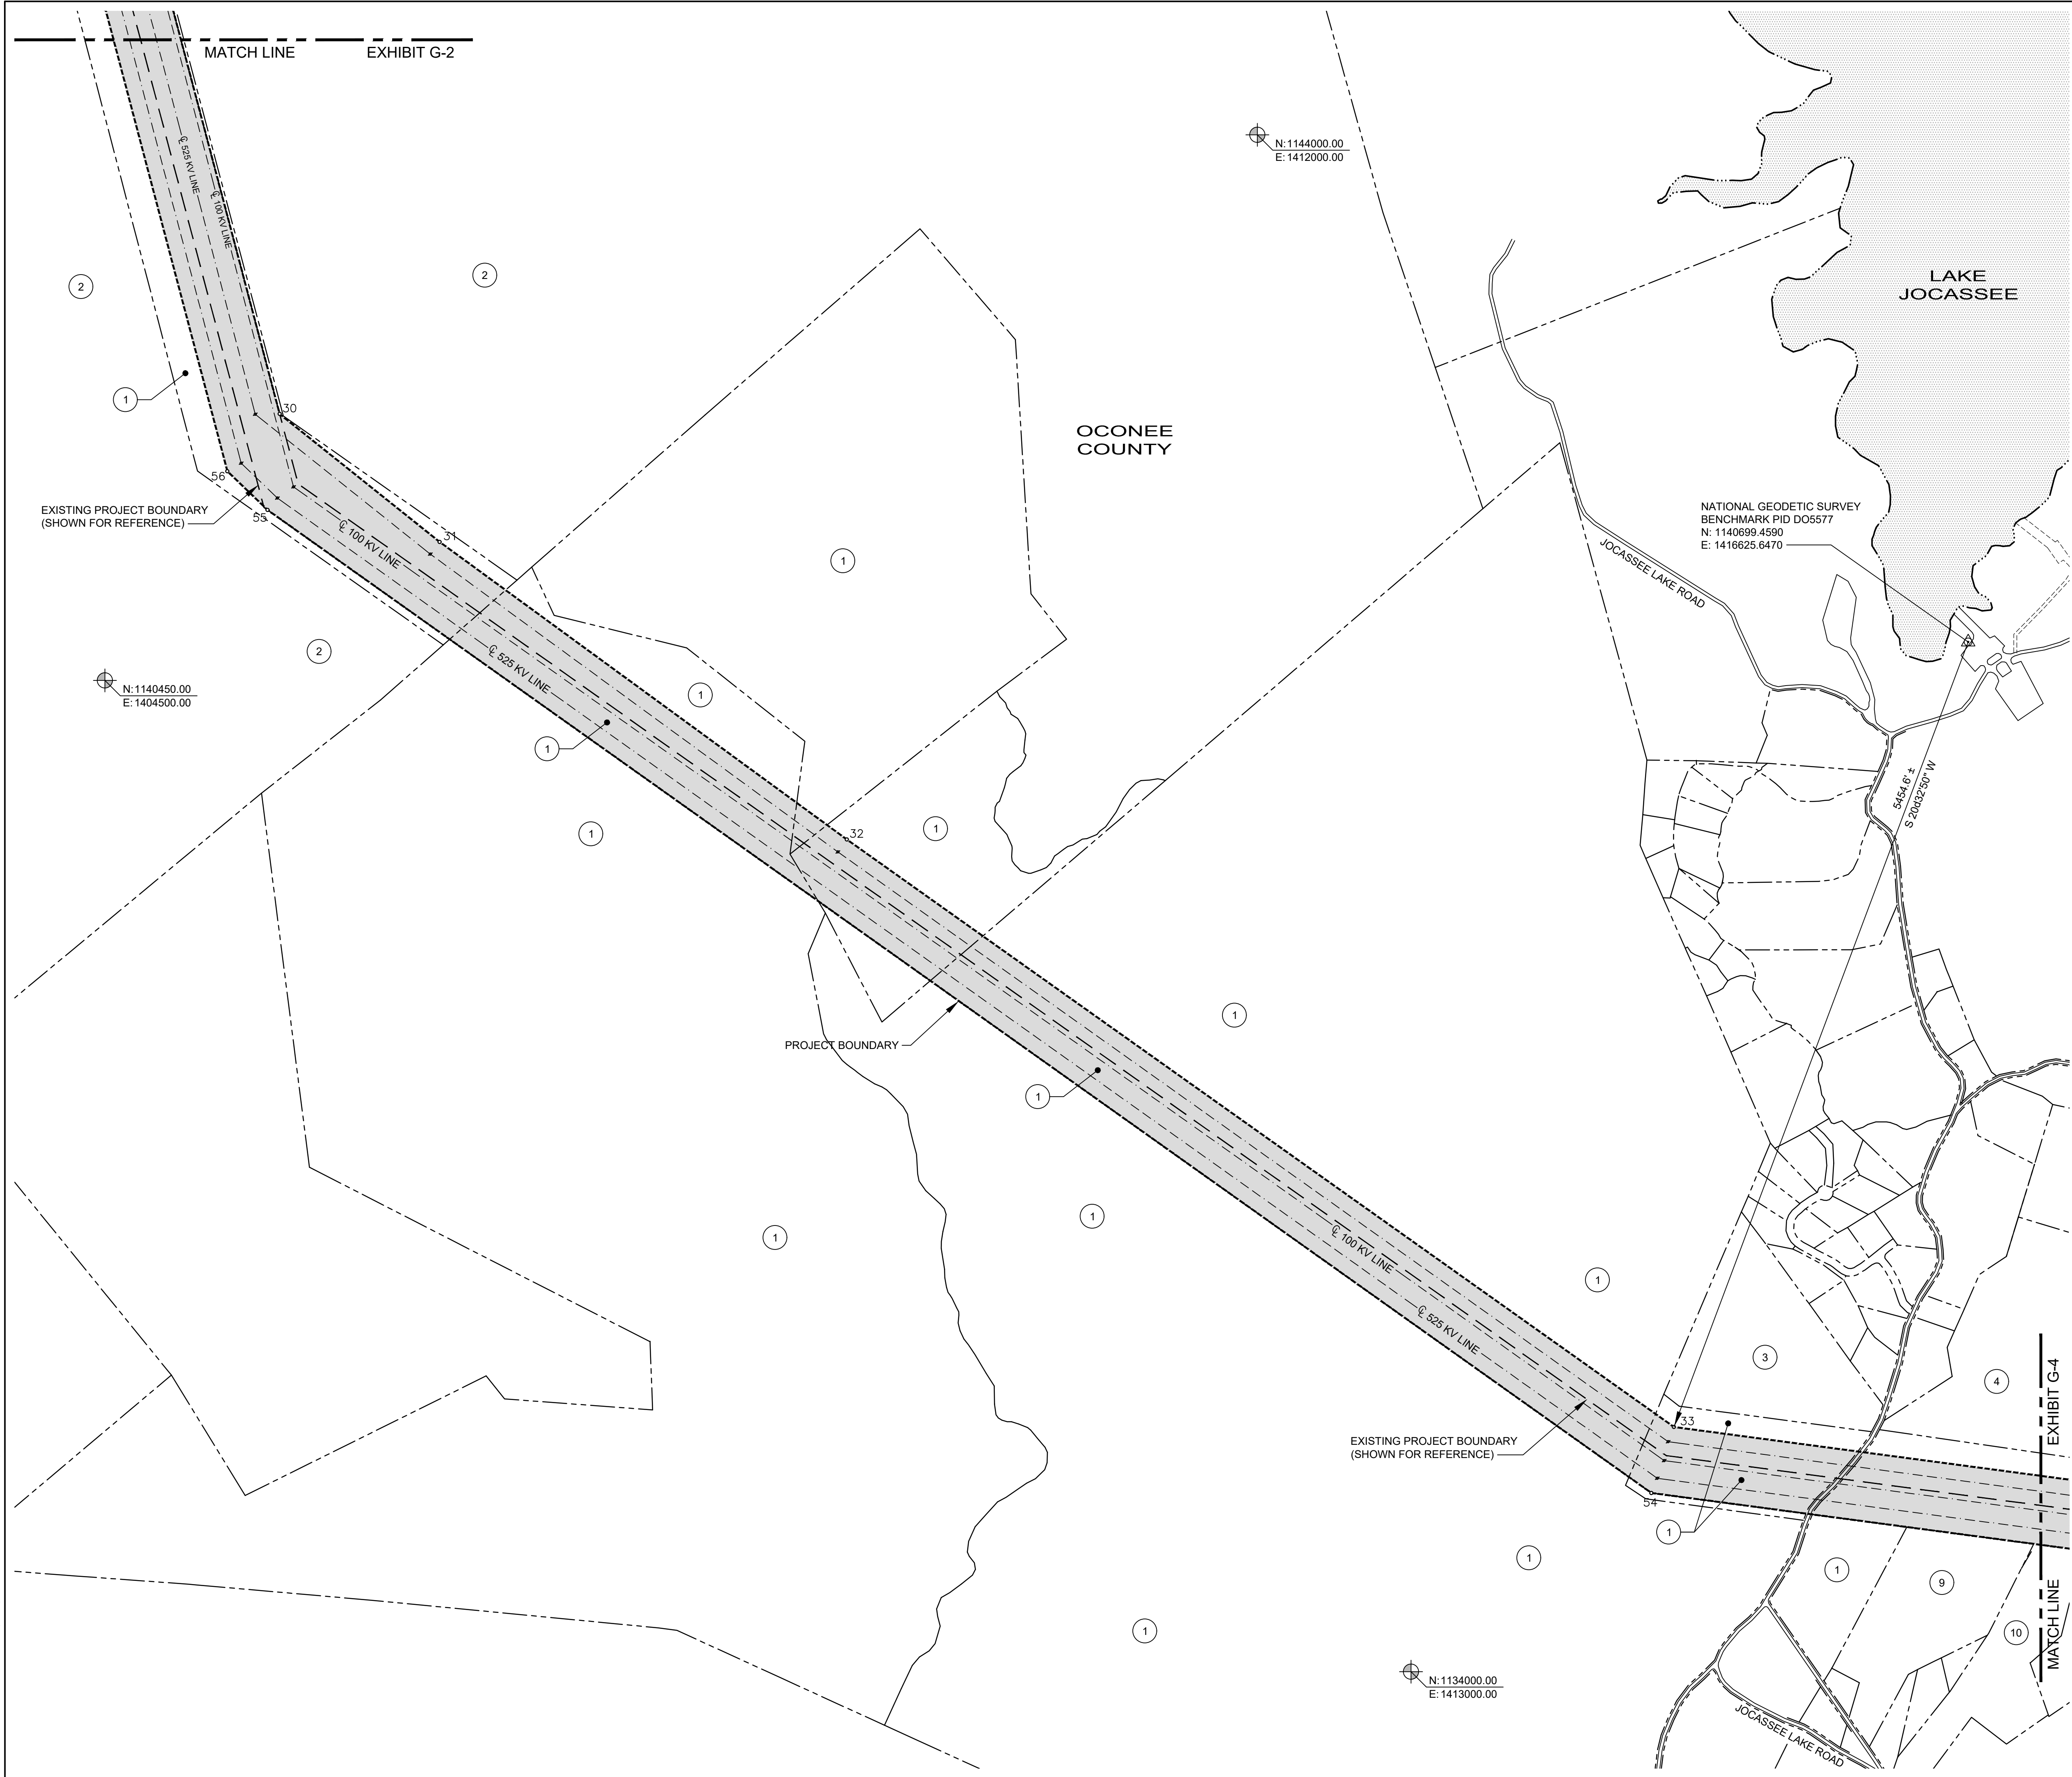 MATCH LINE EXHIBIT G-2
℄ 525 KV LINE
℄ 100 KV LINE
N: 1144000.00
E: 1412000.00
LAKE
JOCASSEE
2
2
1
30
OCONEE
COUNTY
56
55
EXISTING PROJECT BOUNDARY
(SHOWN FOR REFERENCE)
31
℄ 100 KV LINE
1
NATIONAL GEODETIC SURVEY
BENCHMARK PID DO5577
N: 1140699.4590
E: 1416625.6470
JOCASSEE LAKE ROAD
2
℄ 525 KV LINE
N: 1140450.00
E: 1404500.00
1
1
1
32
1
5454.6' ±
S 20d32'50" W
1
PROJECT BOUNDARY
1
1
1
℄ 100 KV LINE
1
℄ 525 KV LINE
3
4
EXHIBIT G-4
33
EXISTING PROJECT BOUNDARY
(SHOWN FOR REFERENCE)
54
1
1
1
9
10
MATCH LINE
1
N: 1134000.00
E: 1413000.00
JOCASSEE LAKE ROAD